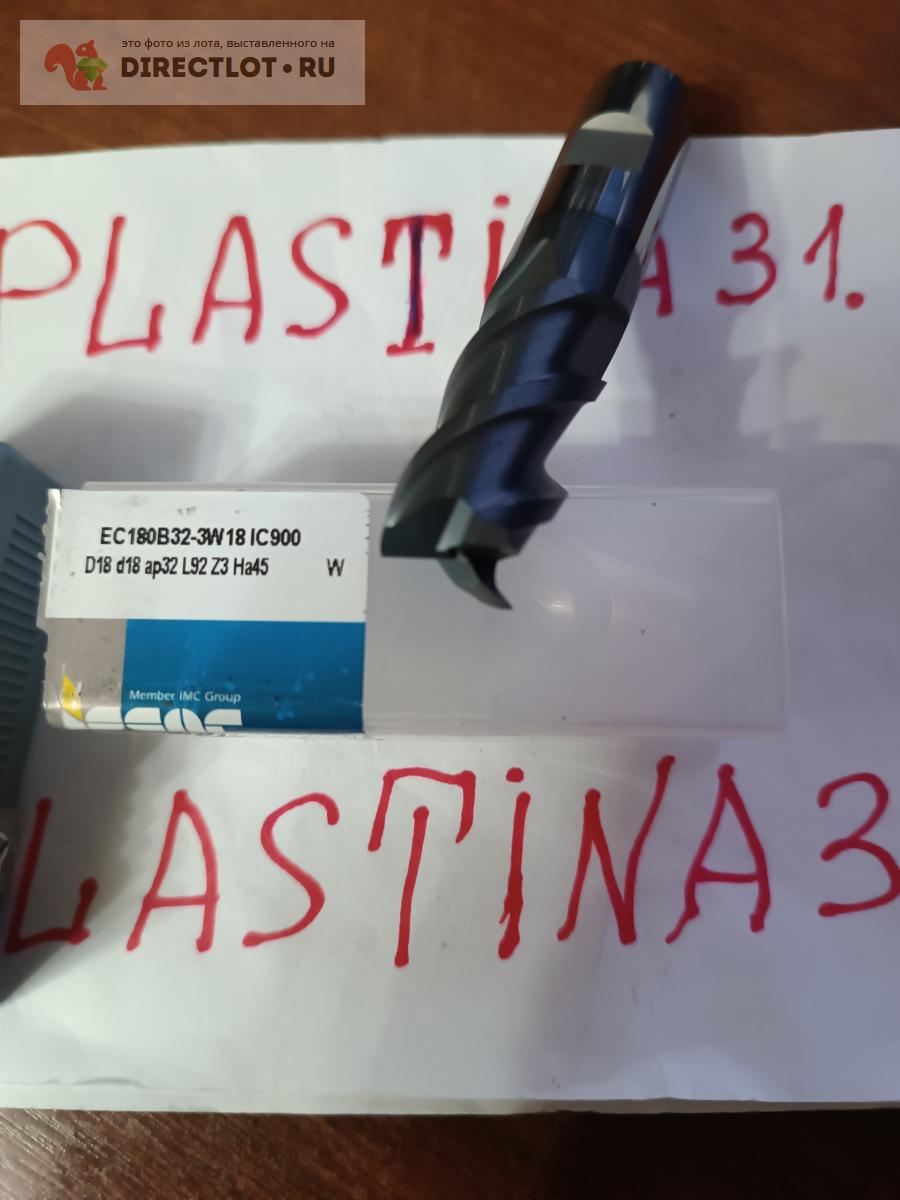 это фото из лота, выставленного на
DIRECTLOT.RU
PLASTiNA31.
EC180B32-3W18 IC900
D18 d18 ap32 L92 Z3 Ha45 W
Member IMC Group
LASTiNA3